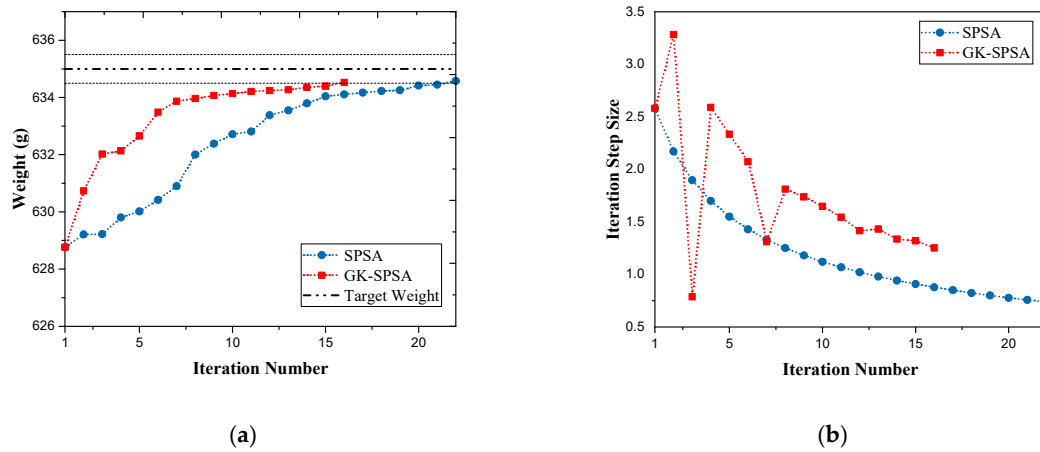 636
634
632
630
628
626
Weight (g)
SPSA
GK-SPSA
Target Weight
1
5
10
15
20
Iteration Number
(a)
3.5
3.0
2.5
2.0
1.5
1.0
0.5
Iteration Step Size
SPSA
GK-SPSA
1
5
10
15
20
Iteration Number
(b)